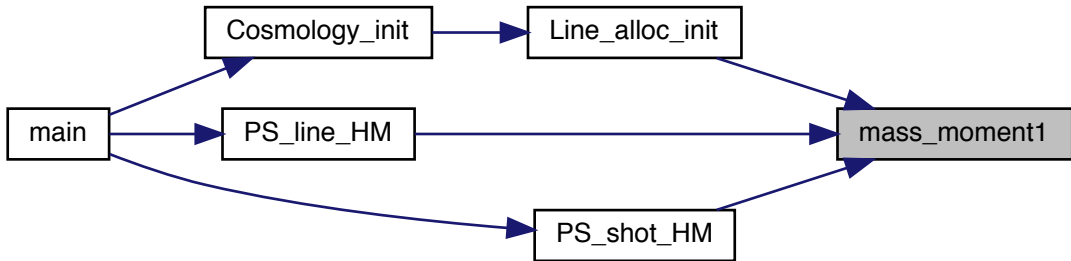 Cosmology_init
Line_alloc_init
main
PS_line_HM
mass_moment1
PS_shot_HM